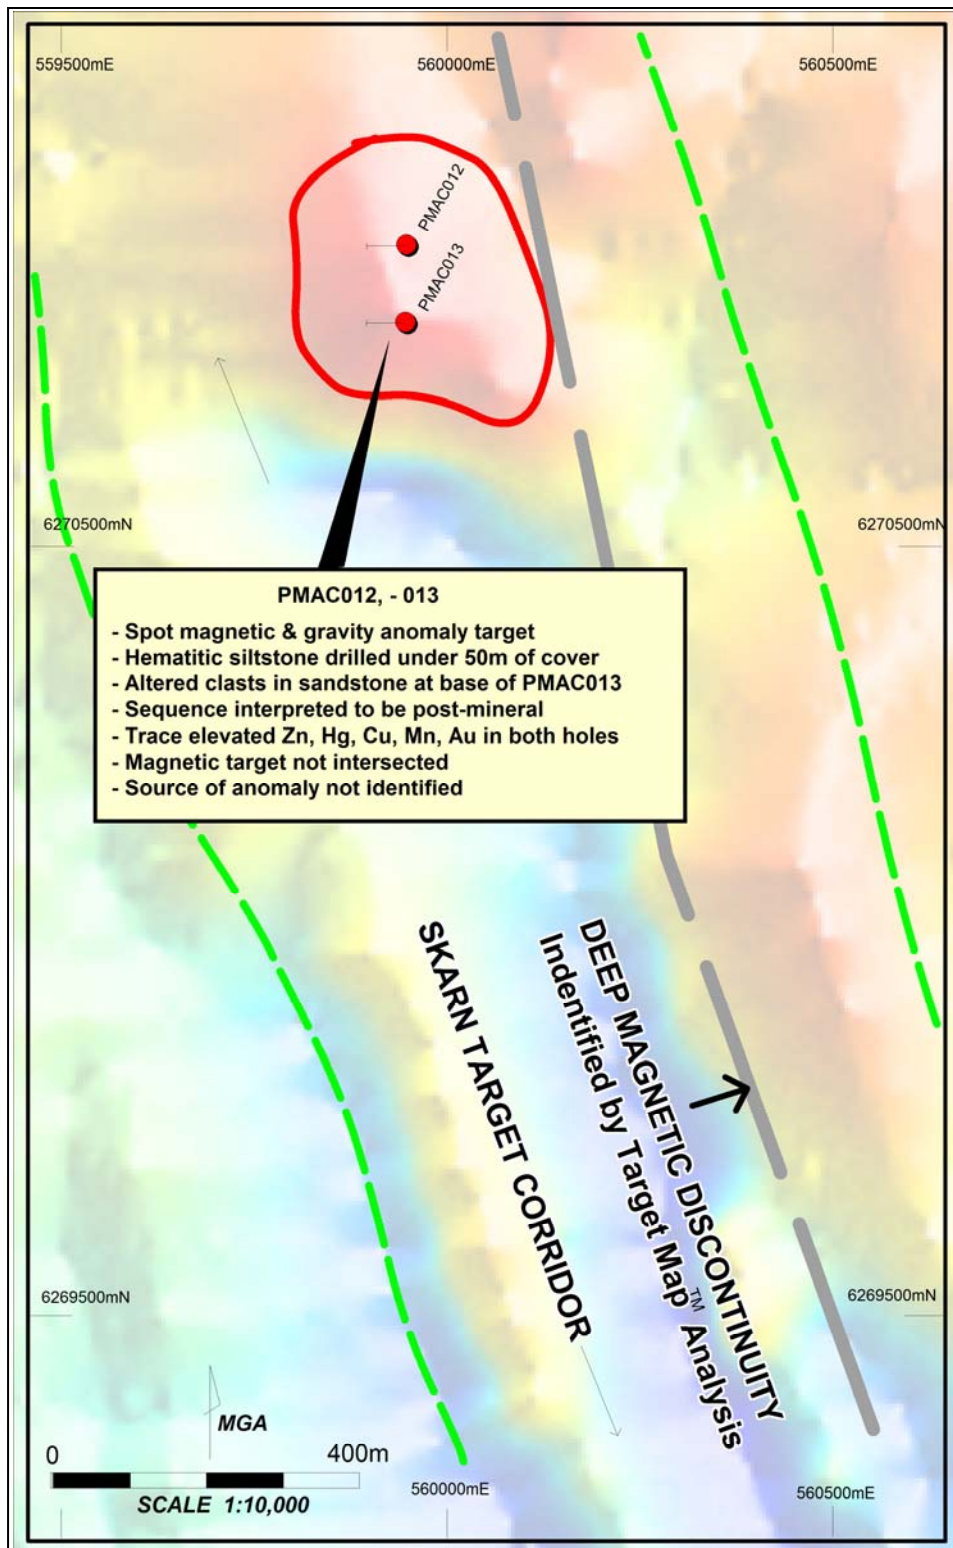 559500mE
560000mE
560500mE
PMAC012
PMAC013
6270500mN
6270500mN
PMAC012, - 013
- Spot magnetic & gravity anomaly target
- Hematitic siltstone drilled under 50m of cover
- Altered clasts in sandstone at base of PMAC013
- Sequence interpreted to be post-mineral
- Trace elevated Zn, Hg, Cu, Mn, Au in both holes
- Magnetic target not intersected
- Source of anomaly not identified
SKARN TARGET CORRIDOR
DEEP MAGNETIC DISCONTINUITY
Indentified by Target Map™ Analysis
6269500mN
6269500mN
MGA
0
400m
SCALE 1:10,000
560000mE
560500mE